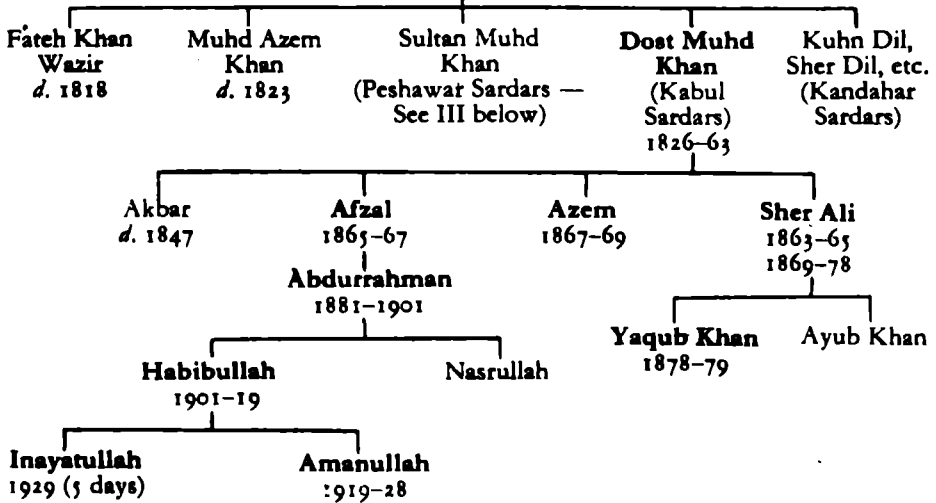 Fateh Khan
Wazir
d. 1818
Muhd Azem
Khan
d. 1823
Sultan Muhd
Khan
(Peshawar Sardars —
See III below)
Dost Muhd
Khan
(Kabul
Sardars)
1826–63
Kuhn Dil,
Sher Dil, etc.
(Kandahar
Sardars)
Akbar
d. 1847
Afzal
1865–67
Azem
1867–69
Sher Ali
1863–65
1869–78
Abdurrahman
1881–1901
Yaqub Khan
1878–79
Ayub Khan
Habibullah
1901–19
Nasrullah
Inayatullah
1929 (5 days)
Amanullah
1919–28